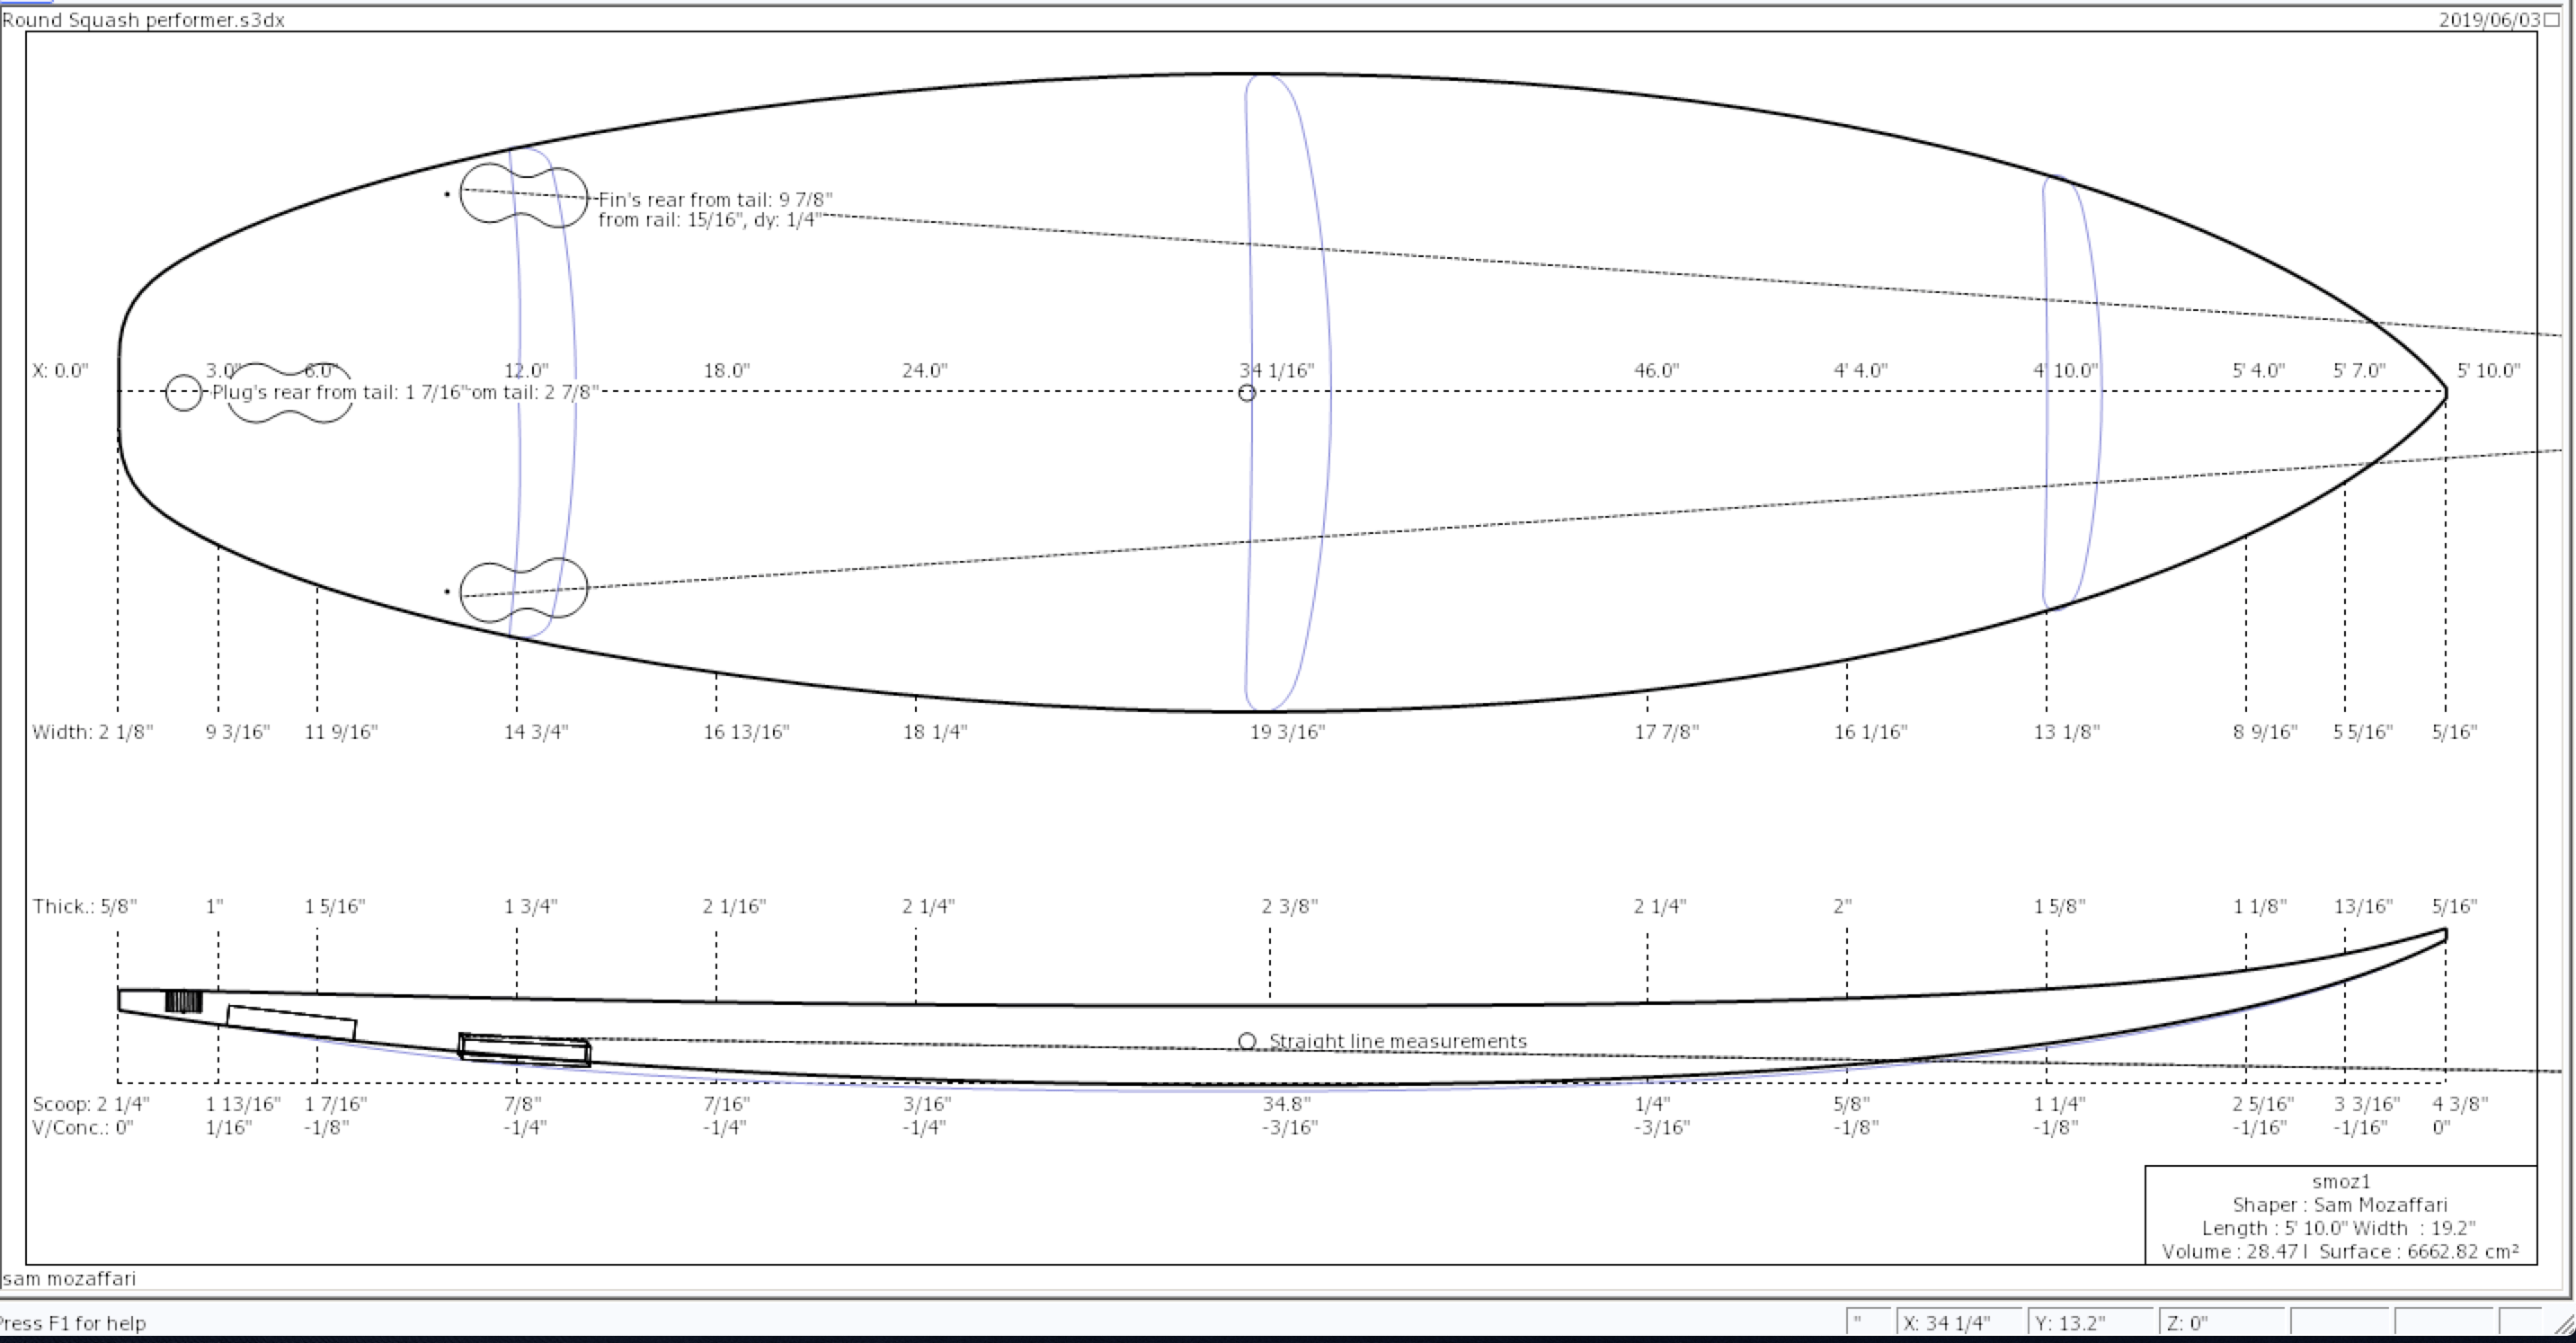 Round Squash performer.s3dx
2019/06/03
Fin's rear from tail: 9 7/8"
from rail: 15/16", dy: 1/4"
X: 0.0" 3.0" 6.0" 12.0" 18.0" 24.0" 34 1/16" 46.0" 4' 4.0" 4' 10.0" 5' 4.0" 5' 7.0" 5' 10.0"
Plug's rear from tail: 1 7/16"om tail: 2 7/8"
Width: 2 1/8" 9 3/16" 11 9/16" 14 3/4" 16 13/16" 18 1/4" 19 3/16" 17 7/8" 16 1/16" 13 1/8" 8 9/16" 5 5/16" 5/16"
Thick.: 5/8" 1" 1 5/16" 1 3/4" 2 1/16" 2 1/4" 2 3/8" 2 1/4" 2" 1 5/8" 1 1/8" 13/16" 5/16"
Straight line measurements
Scoop: 2 1/4" 1 13/16" 1 7/16" 7/8" 7/16" 3/16" 34.8" 1/4" 5/8" 1 1/4" 2 5/16" 3 3/16" 4 3/8"
V/Conc.: 0" 1/16" -1/8" -1/4" -1/4" -1/4" -3/16" -3/16" -1/8" -1/8" -1/16" -1/16" 0"
smoz1
Shaper : Sam Mozaffari
Length : 5' 10.0" Width : 19.2"
Volume : 28.47 l Surface : 6662.82 cm²
sam mozaffari
Press F1 for help
" X: 34 1/4" Y: 13.2" Z: 0"